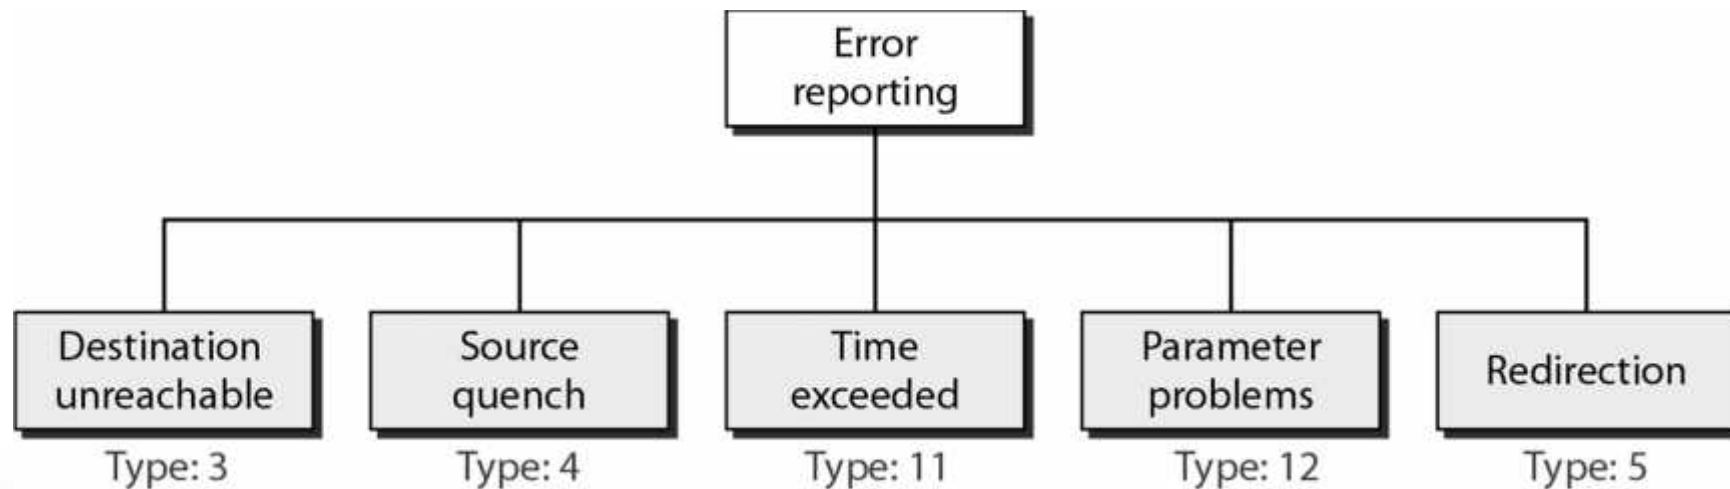 Error
reporting
Destination
unreachable
Source
quench
Time
exceeded
Parameter
problems
Redirection
Type: 3
Type: 4
Type: 11
Type: 12
Type: 5